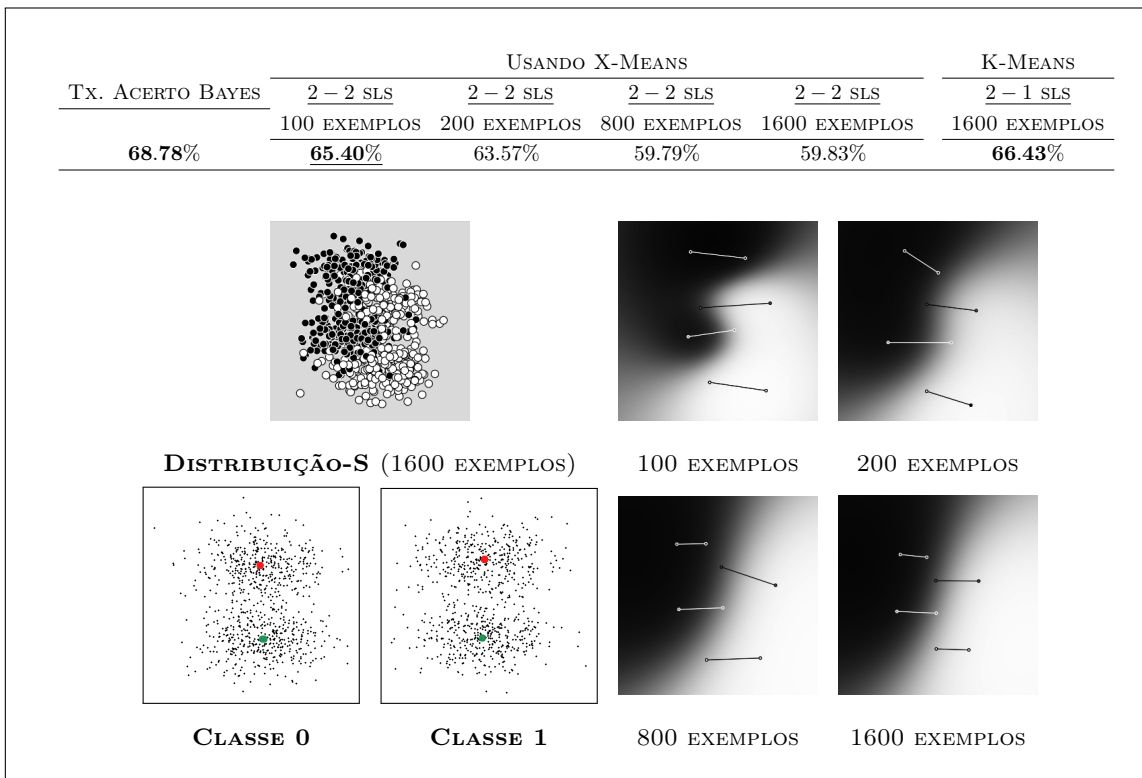 USANDO X-MEANS K-MEANS
TX. ACERTO BAYES 2 − 2 SLS 2 − 2 SLS 2 − 2 SLS 2 − 2 SLS 2 − 1 SLS
100 EXEMPLOS 200 EXEMPLOS 800 EXEMPLOS 1600 EXEMPLOS 1600 EXEMPLOS
68.78% 65.40% 63.57% 59.79% 59.83% 66.43%
DISTRIBUIÇÃO-S (1600 EXEMPLOS) 100 EXEMPLOS 200 EXEMPLOS
CLASSE 0 CLASSE 1 800 EXEMPLOS 1600 EXEMPLOS